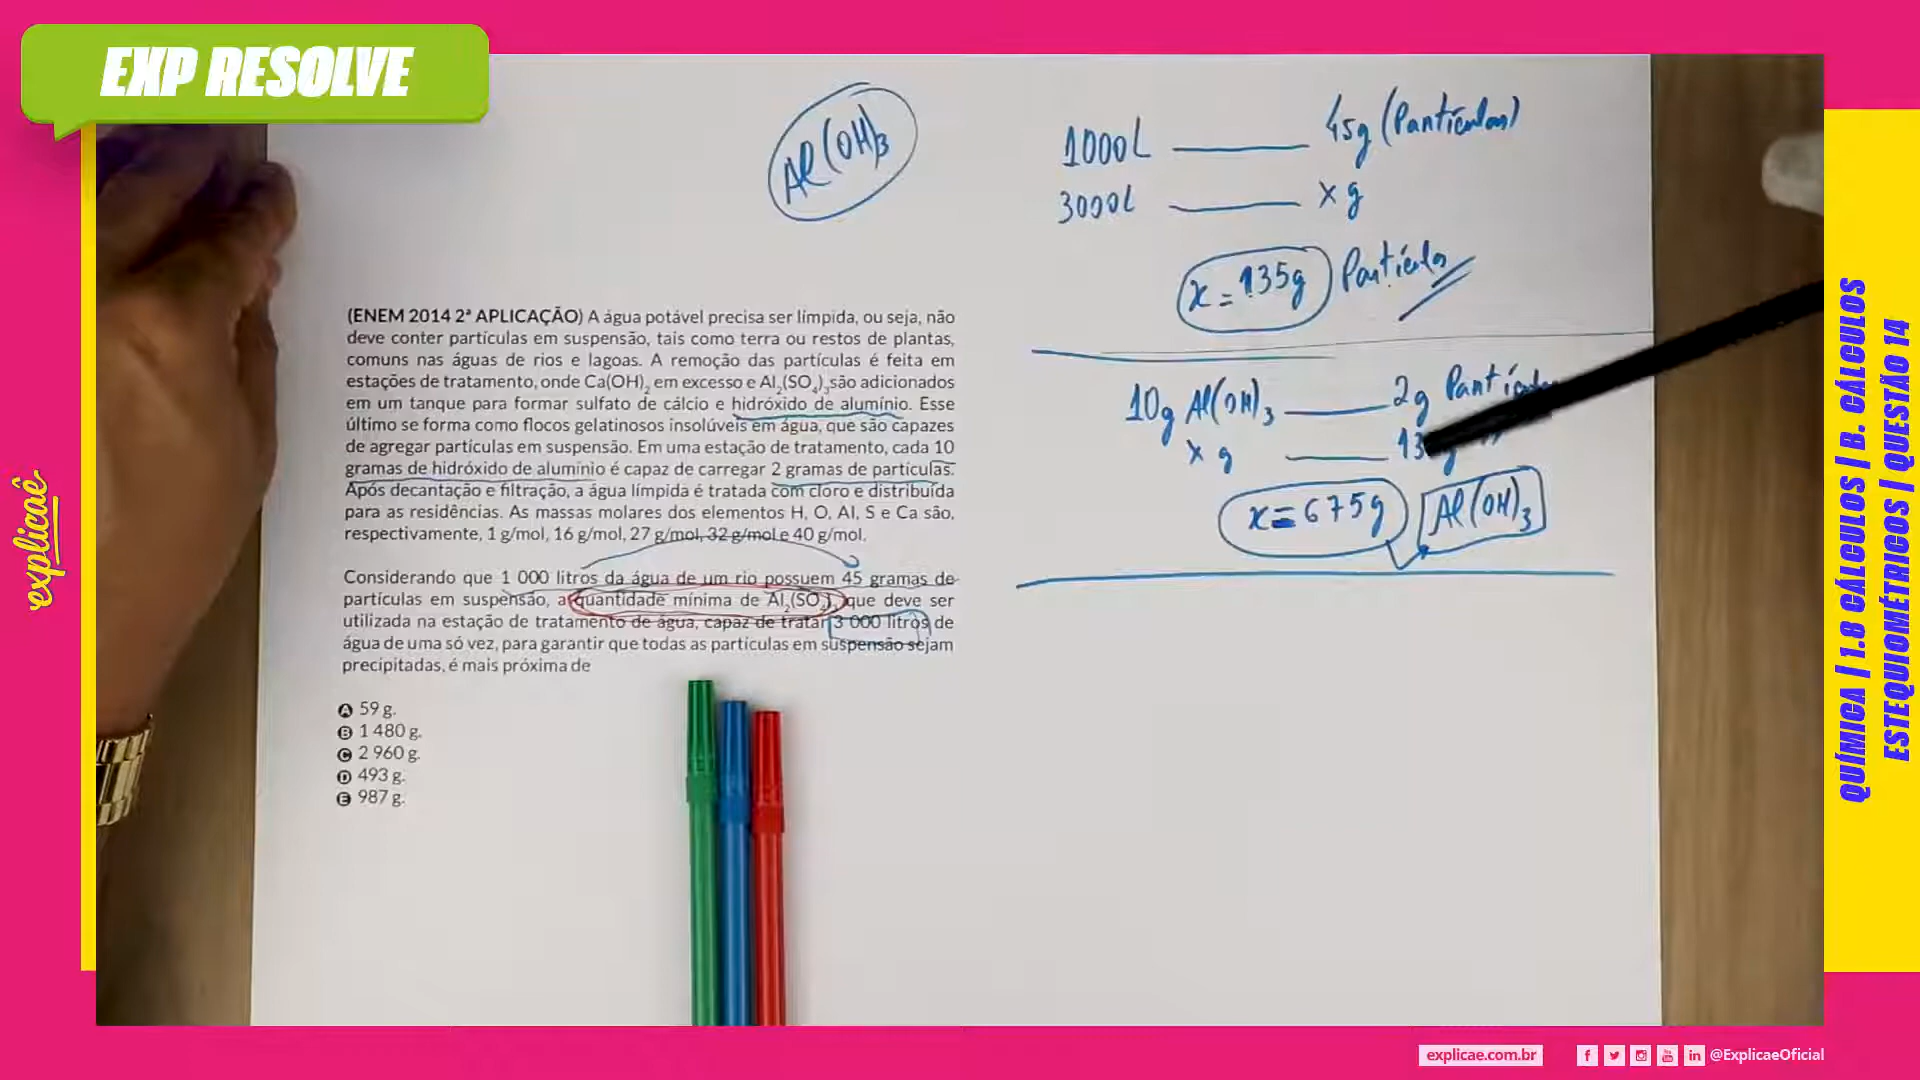 EXP RESOLVE
Al(OH)3
1000L 45g (Partículas)
3000L x g
x = 135g Partículas
10g Al(OH)3 2g
x g
x = 675g Al(OH)3
(ENEM 2014 2ª APLICAÇÃO) A água potável precisa ser límpida, ou seja, não
deve conter partículas em suspensão, tais como terra ou restos de plantas,
comuns nas águas de rios e lagoas. A remoção das partículas é feita em
estações de tratamento, onde Ca(OH)2 em excesso e Al2(SO4)3 são adicionados
em um tanque para formar sulfato de cálcio e hidróxido de alumínio. Esse
último se forma como flocos gelatinosos insolúveis em água, que são capazes
de agregar partículas em suspensão. Em uma estação de tratamento, cada 10
gramas de hidróxido de alumínio é capaz de carregar 2 gramas de partículas.
Após decantação e filtração, a água límpida é tratada com cloro e distribuída
para as residências. As massas molares dos elementos H, O, Al, S e Ca são,
respectivamente, 1 g/mol, 16 g/mol, 27 g/mol, 32 g/mol e 40 g/mol.
Considerando que 1 000 litros da água de um rio possuem 45 gramas de
partículas em suspensão, a quantidade mínima de Al2(SO4)3 que deve ser
utilizada na estação de tratamento de água, capaz de tratar 3 000 litros de
água de uma só vez, para garantir que todas as partículas em suspensão sejam
precipitadas, é mais próxima de
A 59 g.
B 1 480 g.
C 2 960 g.
D 493 g.
E 987 g.
explicaê
QUÍMICA | 1.8 CÁLCULOS | B. CÁLCULOS
ESTEQUIOMÉTRICOS | QUESTÃO 14
explicae.com.br
@ExplicaeOficial